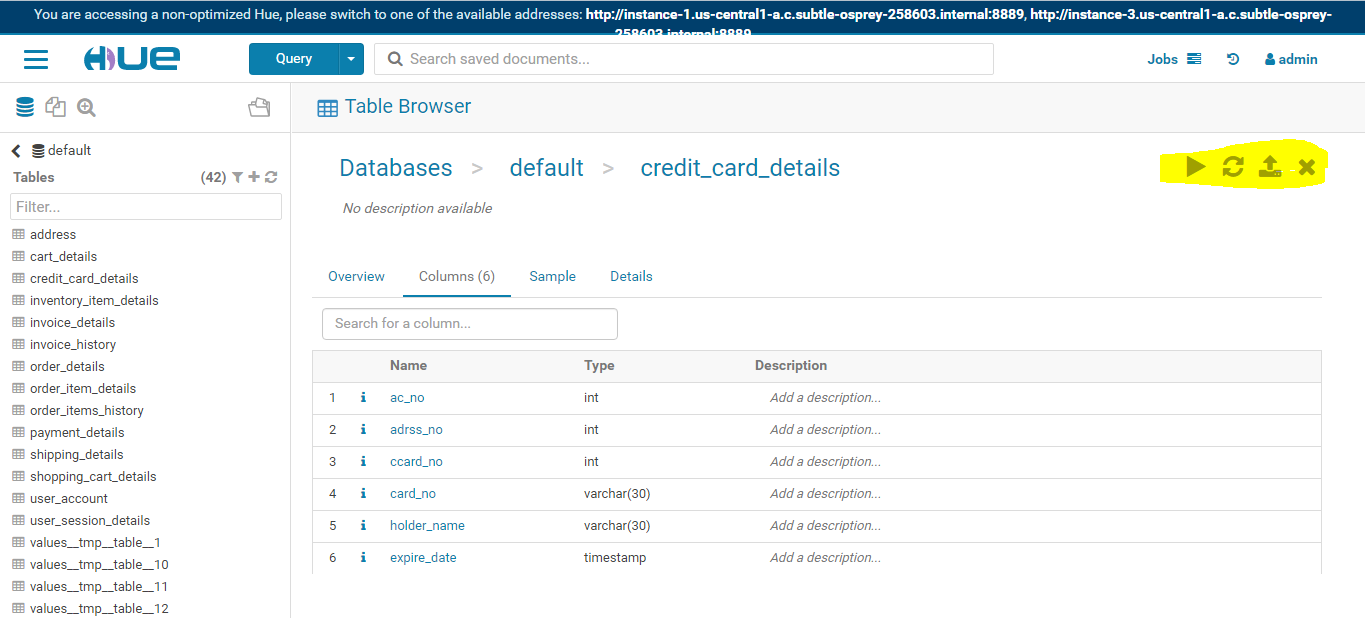 You are accessing a non-optimized Hue, please switch to one of the available addresses: http://instance-1.us-central1-a.c.subtle-osprey-258603.internal:8889, http://instance-3.us-central1-a.c.subtle-osprey-
258603.internal:8889
HUE
Query
Search saved documents...
Jobs
admin
Table Browser
default
Tables (42)
Filter...
address
cart_details
credit_card_details
inventory_item_details
invoice_details
invoice_history
order_details
order_item_details
order_items_history
payment_details
shipping_details
shopping_cart_details
user_account
user_session_details
values__tmp__table__1
values__tmp__table__10
values__tmp__table__11
values__tmp__table__12
Databases > default > credit_card_details
No description available
Overview Columns (6) Sample Details
Search for a column...
Name Type Description
1 i ac_no int Add a description...
2 i adrss_no int Add a description...
3 i ccard_no int Add a description...
4 i card_no varchar(30) Add a description...
5 i holder_name varchar(30) Add a description...
6 i expire_date timestamp Add a description...